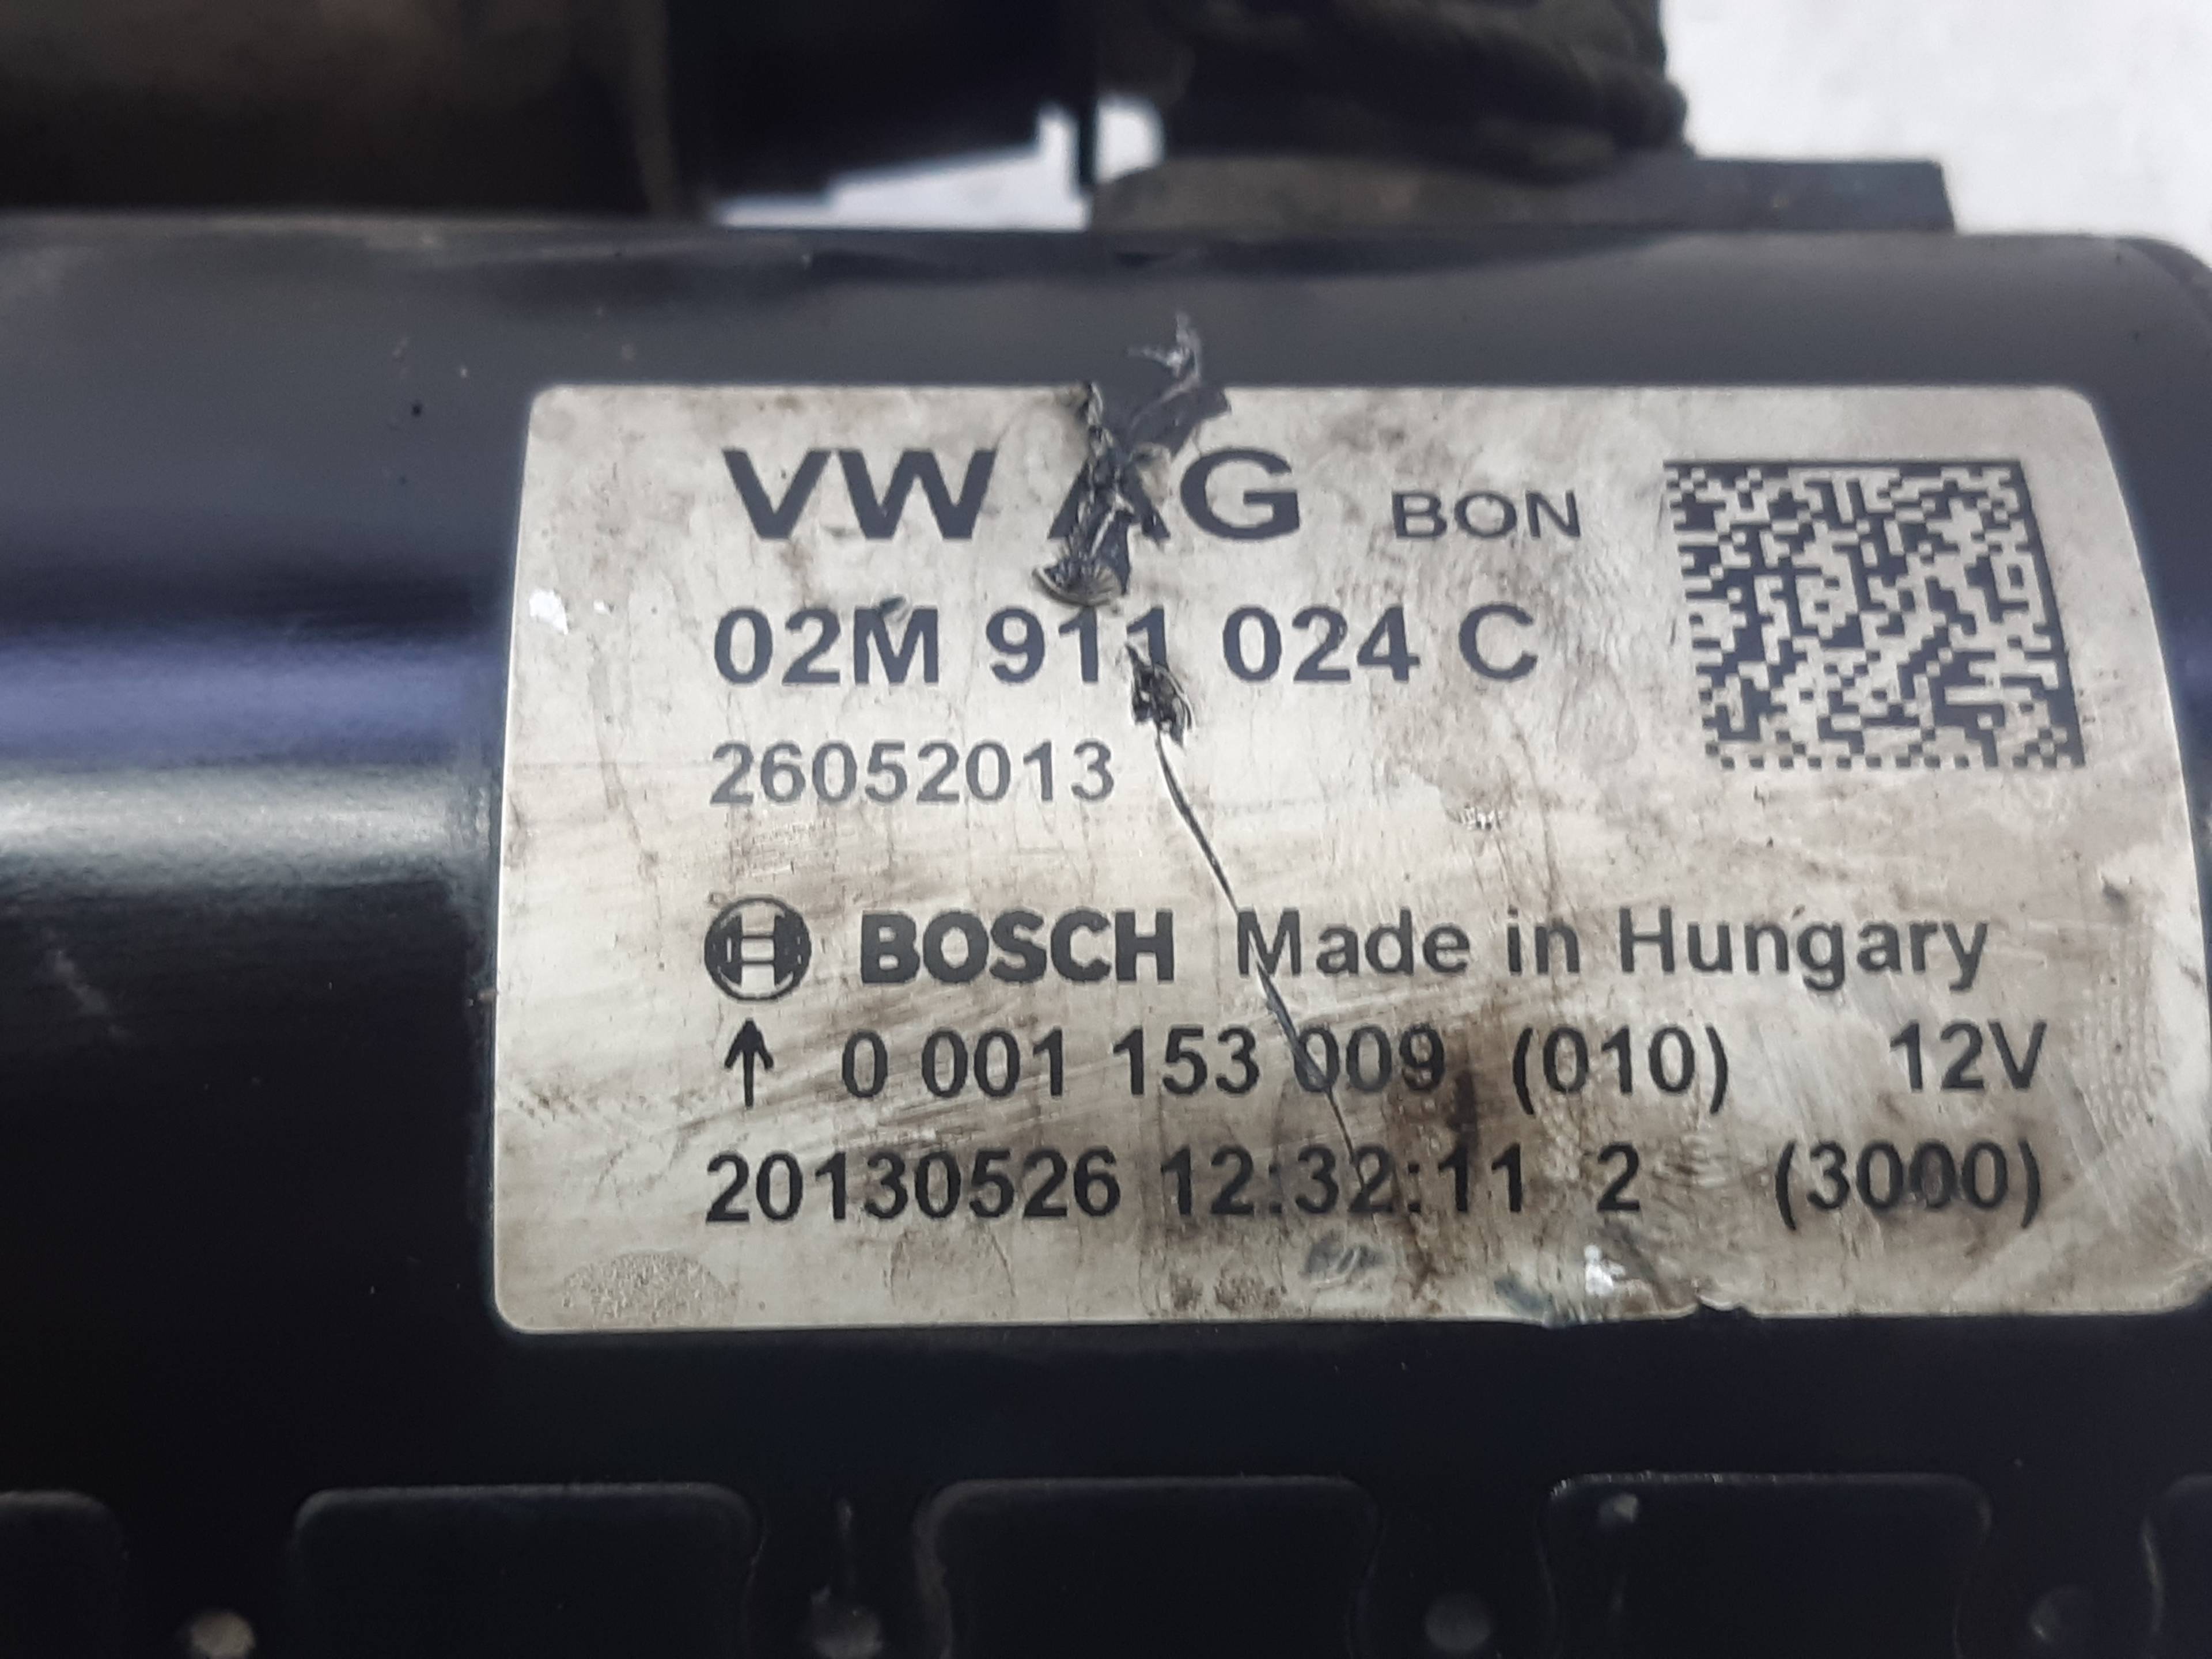 VW AG BON
02M 911 024 C
26052013
BOSCH Made in Hungary
↑ 0 001 153 009 (010) 12V
20130526 12:32:11 2 (3000)